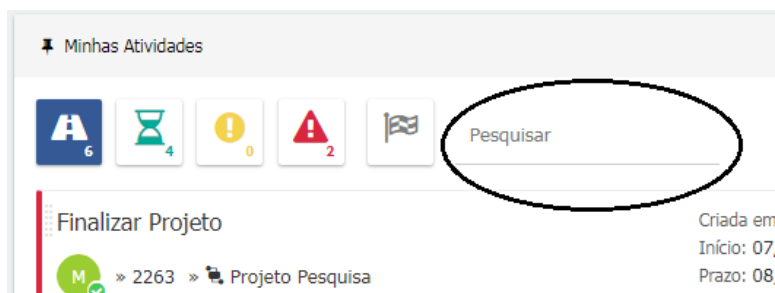 Minhas Atividades
6 4 0 2 Pesquisar
Finalizar Projeto Criada em
Início: 07,
M » 2263 » Projeto Pesquisa Prazo: 08,